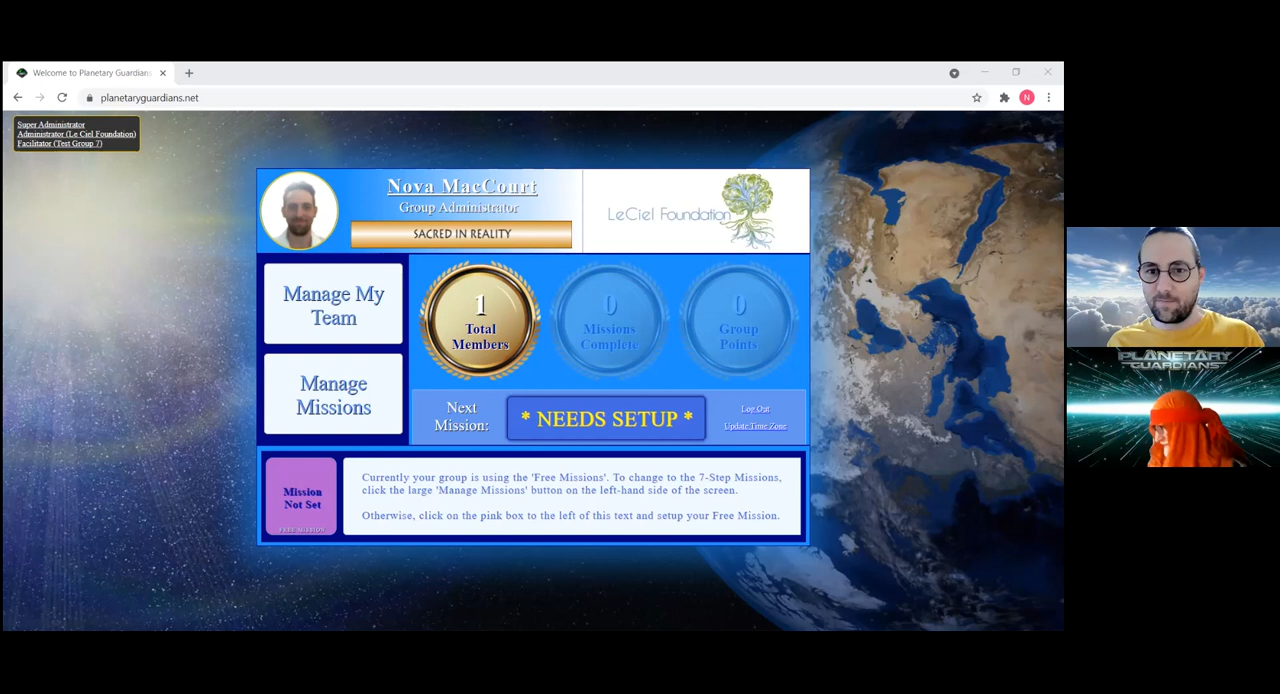 Welcome to Planetary Guardians
planetaryguardians.net
N
Super Administrator
Administrator (Le Ciel Foundation)
Facilitator (Test Group 7)
Nova MacCourt
Group Administrator
SACRED IN REALITY
LeCiel Foundation
Manage My
Team
Manage
Missions
1
Total
Members
0
Missions
Complete
0
Group
Points
Next
Mission:
* NEEDS SETUP *
Log Out
Update Time Zone
Mission
Not Set
FREE MISSION
Currently your group is using the 'Free Missions'. To change to the 7-Step Missions,
click the large 'Manage Missions' button on the left-hand side of the screen.
Otherwise, click on the pink box to the left of this text and setup your Free Mission.
PLANETARY
GUARDIANS